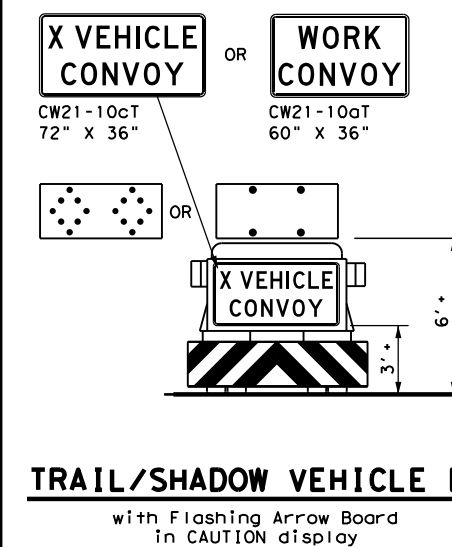 X VEHICLE
CONVOY
OR
WORK
CONVOY
CW21-10cT
72" X 36"
CW21-10aT
60" X 36"
OR
X VEHICLE
CONVOY
6'+
3'+
TRAIL/SHADOW VEHICLE
with Flashing Arrow Board
in CAUTION display